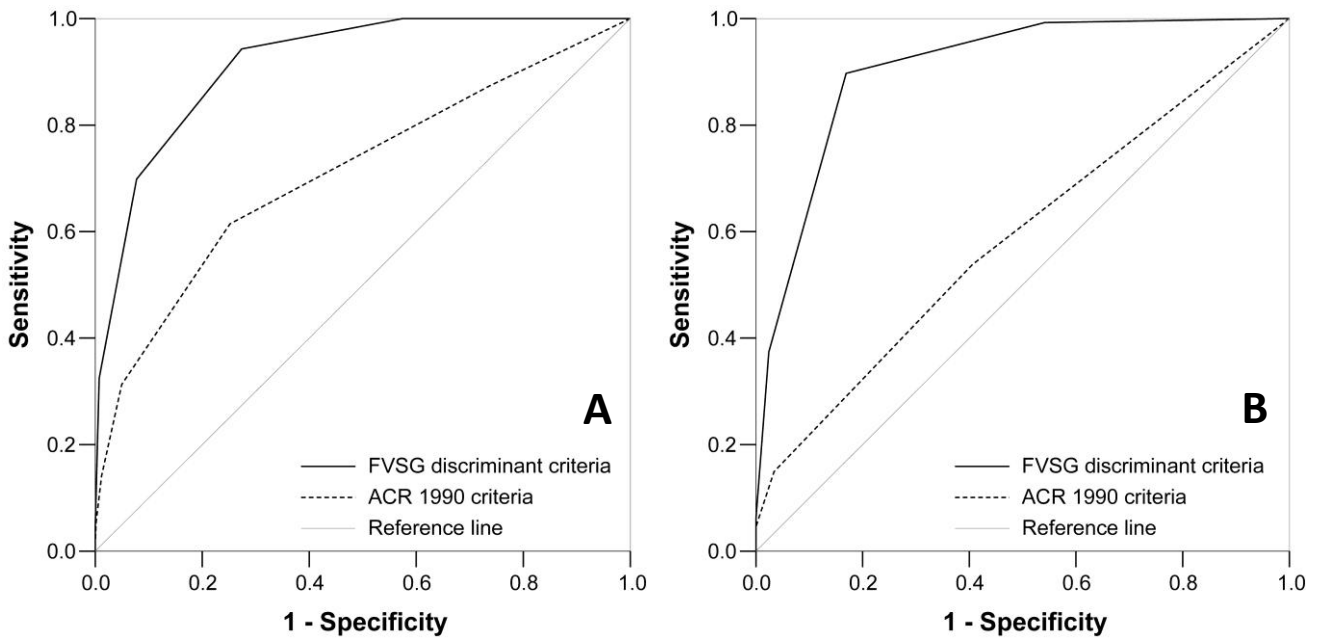 1.0
0.8
0.6
0.4
0.2
0.0
Sensitivity
A
FVSG discriminant criteria
ACR 1990 criteria
Reference line
0.0 0.2 0.4 0.6 0.8 1.0
1 - Specificity
1.0
0.8
0.6
0.4
0.2
0.0
Sensitivity
B
FVSG discriminant criteria
ACR 1990 criteria
Reference line
0.0 0.2 0.4 0.6 0.8 1.0
1 - Specificity